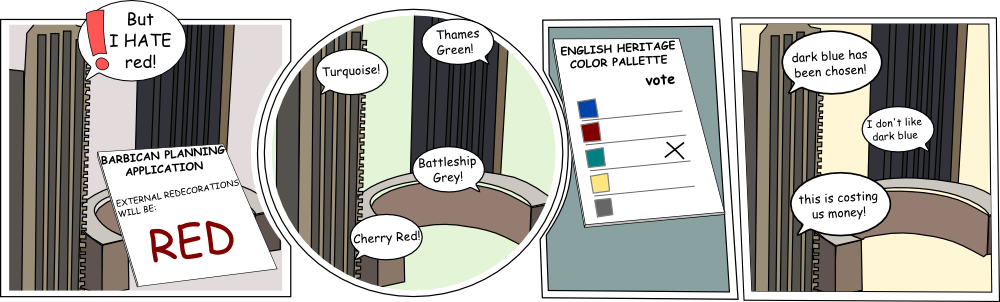 But
I HATE
red!
BARBICAN PLANNING
APPLICATION
EXTERNAL REDECORATIONS
WILL BE:
RED
Thames
Green!
Turquoise!
Battleship
Grey!
Cherry Red!
ENGLISH HERITAGE
COLOR PALLETTE
vote
dark blue has
been chosen!
I don't like
dark blue
this is costing
us money!